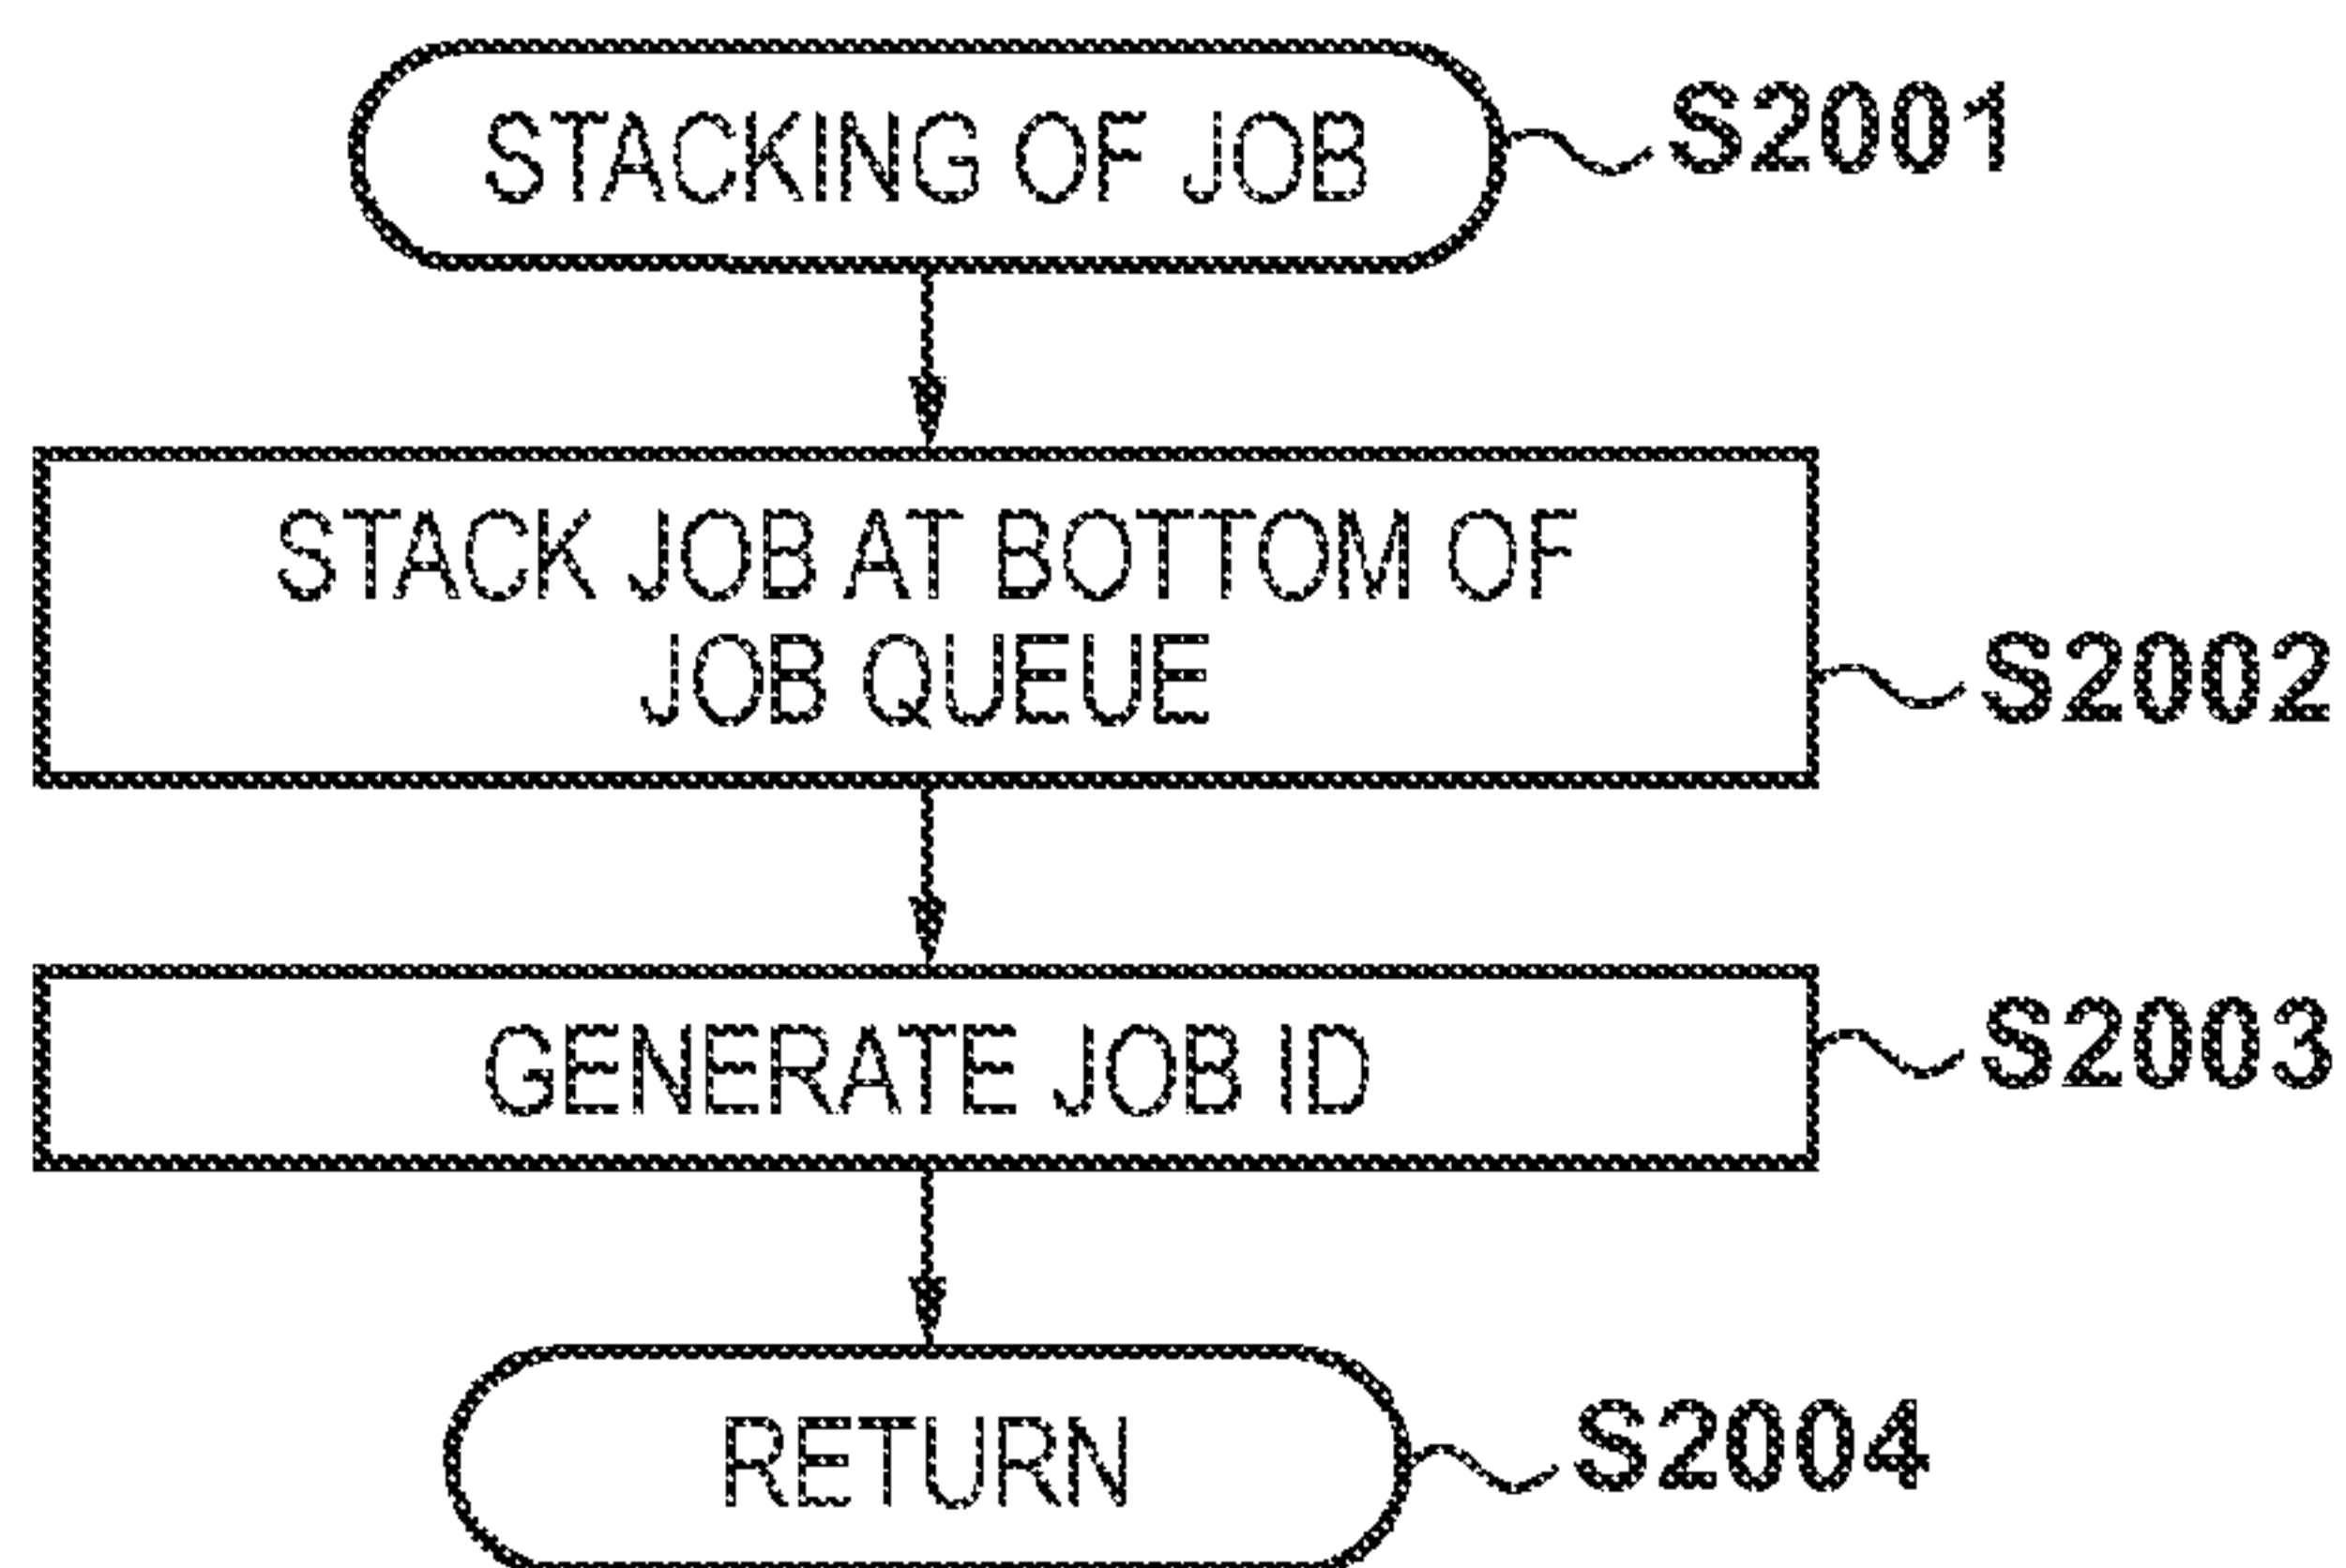 STACKING OF JOB
S2001
STACK JOB AT BOTTOM OF
JOB QUEUE
S2002
GENERATE JOB ID
S2003
RETURN
S2004